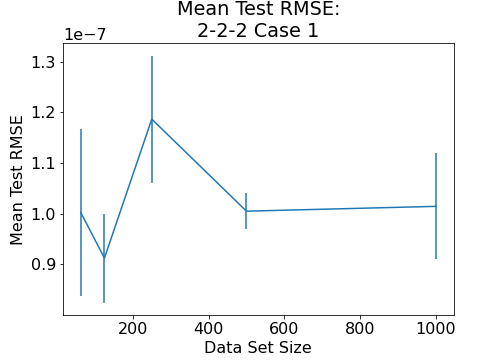 Mean Test RMSE:
2-2-2 Case 1
1e−7
1.3
1.2
1.1
1.0
0.9
Mean Test RMSE
200 400 600 800 1000
Data Set Size